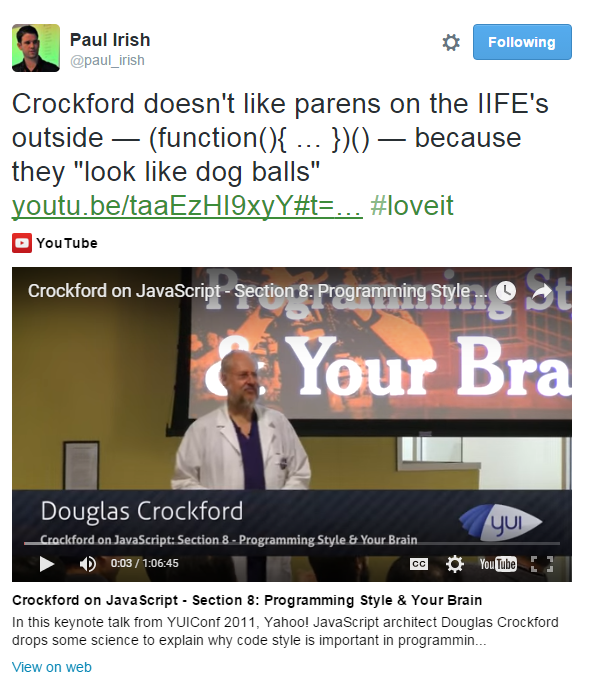 Paul Irish
@paul_irish
Following
Crockford doesn't like parens on the IIFE's
outside — (function(){ … })() — because
they "look like dog balls"
youtu.be/taaEzHI9xyY#t=… #loveit
YouTube
Crockford on JavaScript - Section 8: Programming Style ...
Programming St
& Your Bra
Douglas Crockford
YUI
Crockford on JavaScript: Section 8 - Programming Style & Your Brain
0:03 / 1:06:45
CC
YouTube
Crockford on JavaScript - Section 8: Programming Style & Your Brain
In this keynote talk from YUIConf 2011, Yahoo! JavaScript architect Douglas Crockford
drops some science to explain why code style is important in programmin...
View on web